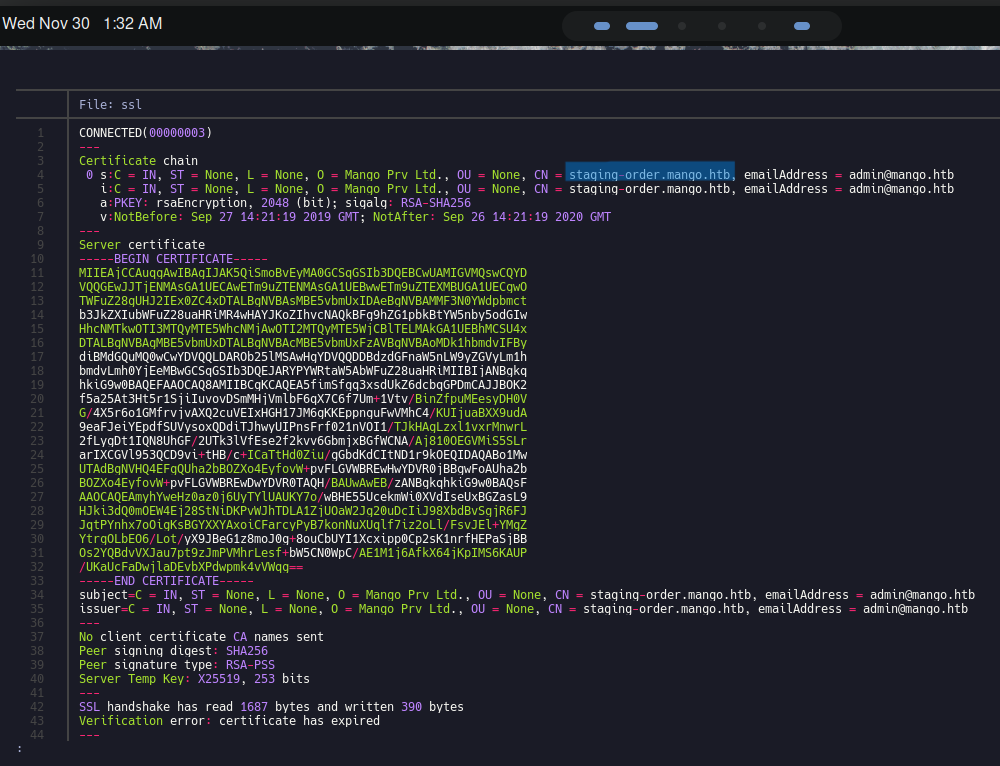 Wed Nov 30 1:32 AM
File: ssl
1 CONNECTED(00000003)
2 ---
3 Certificate chain
4 0 s:C = IN, ST = None, L = None, O = Mango Prv Ltd., OU = None, CN = staging-order.mango.htb, emailAddress = admin@mango.htb
5 i:C = IN, ST = None, L = None, O = Mango Prv Ltd., OU = None, CN = staging-order.mango.htb, emailAddress = admin@mango.htb
6 a:PKEY: rsaEncryption, 2048 (bit); sigalg: RSA-SHA256
7 v:NotBefore: Sep 27 14:21:19 2019 GMT; NotAfter: Sep 26 14:21:19 2020 GMT
8 ---
9 Server certificate
10 -----BEGIN CERTIFICATE-----
11 MIIEAjCCAuqgAwIBAgIJAK5QiSmoBvEyMA0GCSqGSIb3DQEBCwUAMIGVMQswCQYD
12 VQQGEwJJTjENMAsGA1UECAwETm9uZTENMAsGA1UEBwwETm9uZTEXMBUGA1UECgwO
13 TWFuZ28gUHJ2IEx0ZC4xDTALBgNVBAsMBE5vbmUxIDAeBgNVBAMMF3N0YWdpbmct
14 b3JkZXIubWFuZ28uaHRiMR4wHAYJKoZIhvcNAQkBFg9hZG1pbkBtYW5nby5odGIw
15 HhcNMTkwOTI3MTQyMTE5WhcNMjAwOTI2MTQyMTE5WjCBlTELMAkGA1UEBhMCSU4x
16 DTALBgNVBAgMBE5vbmUxDTALBgNVBAcMBE5vbmUxFzAVBgNVBAoMDk1hbmdvIFBy
17 diBMdGQuMQ0wCwYDVQQLDAROb25lMSAwHgYDVQQDDBdzdGFnaW5nLW9yZGVyLm1h
18 bmdvLmh0YjEeMBwGCSqGSIb3DQEJARYPYWRtaW5AbWFuZ28uaHRiMIIBIjANBgkq
19 hkiG9w0BAQEFAAOCAQ8AMIIBCgKCAQEA5fimSfgq3xsdUkZ6dcbqGPDmCAJJBOK2
20 f5a25At3Ht5r1SjiIuvovDSmMHjVmlbF6qX7C6f7Um+1Vtv/BinZfpuMEesyDH0V
21 G/4X5r6o1GMfrvjvAXQ2cuVEIxHGH17JM6gKKEppnguFwVMhC4/KUIjuaBXX9udA
22 9eaFJeiYEpdfSUVysoxQDdiTJhwyUIPnsFrf021nVOI1/TJkHAgLzxl1vxrMnwrL
23 2fLygDt1IQN8UhGF/2UTk3lVfEse2f2kvv6GbmjxBGfWCNA/Aj810OEGVMiS5SLr
24 arIXCGVl953QCD9vi+tHB/c+ICaTtHd0Ziu/gGbdKdCItND1r9kOEQIDAQABo1Mw
25 UTAdBgNVHQ4EFgQUha2bBOZXo4EyfovW+pvFLGVWBREwHwYDVR0jBBgwFoAUha2b
26 BOZXo4EyfovW+pvFLGVWBREwDwYDVR0TAQH/BAUwAwEB/zANBgkqhkiG9w0BAQsF
27 AAOCAQEAmyhYweHz0az0j6UyTYlUAUKY7o/wBHE55UcekmWi0XVdIseUxBGZasL9
28 HJki3dQ0mOEW4Ej28StNiDKPvWJhTDLA1ZjUOaW2Jq20uDcIiJ98XbdBvSgjR6FJ
29 JqtPYnhx7oOiqKsBGYXXYAxoiCFarcyPyB7konNuXUqlf7iz2oLl/FsvJEl+YMgZ
30 YtrgOLbEO6/Lot/yX9JBeG1z8moJ0g+8ouCbUYI1Xcxipp0Cp2sK1nrfHEPaSjBB
31 Os2YQBdvVXJau7pt9zJmPVMhrLesf+bW5CN0WpC/AE1M1j6AfkX64jKpIMS6KAUP
32 /UKaUcFaDwjlaDEvbXPdwpmk4vVWqg==
33 -----END CERTIFICATE-----
34 subject=C = IN, ST = None, L = None, O = Mango Prv Ltd., OU = None, CN = staging-order.mango.htb, emailAddress = admin@mango.htb
35 issuer=C = IN, ST = None, L = None, O = Mango Prv Ltd., OU = None, CN = staging-order.mango.htb, emailAddress = admin@mango.htb
36 ---
37 No client certificate CA names sent
38 Peer signing digest: SHA256
39 Peer signature type: RSA-PSS
40 Server Temp Key: X25519, 253 bits
41 ---
42 SSL handshake has read 1687 bytes and written 390 bytes
43 Verification error: certificate has expired
44 ---
: